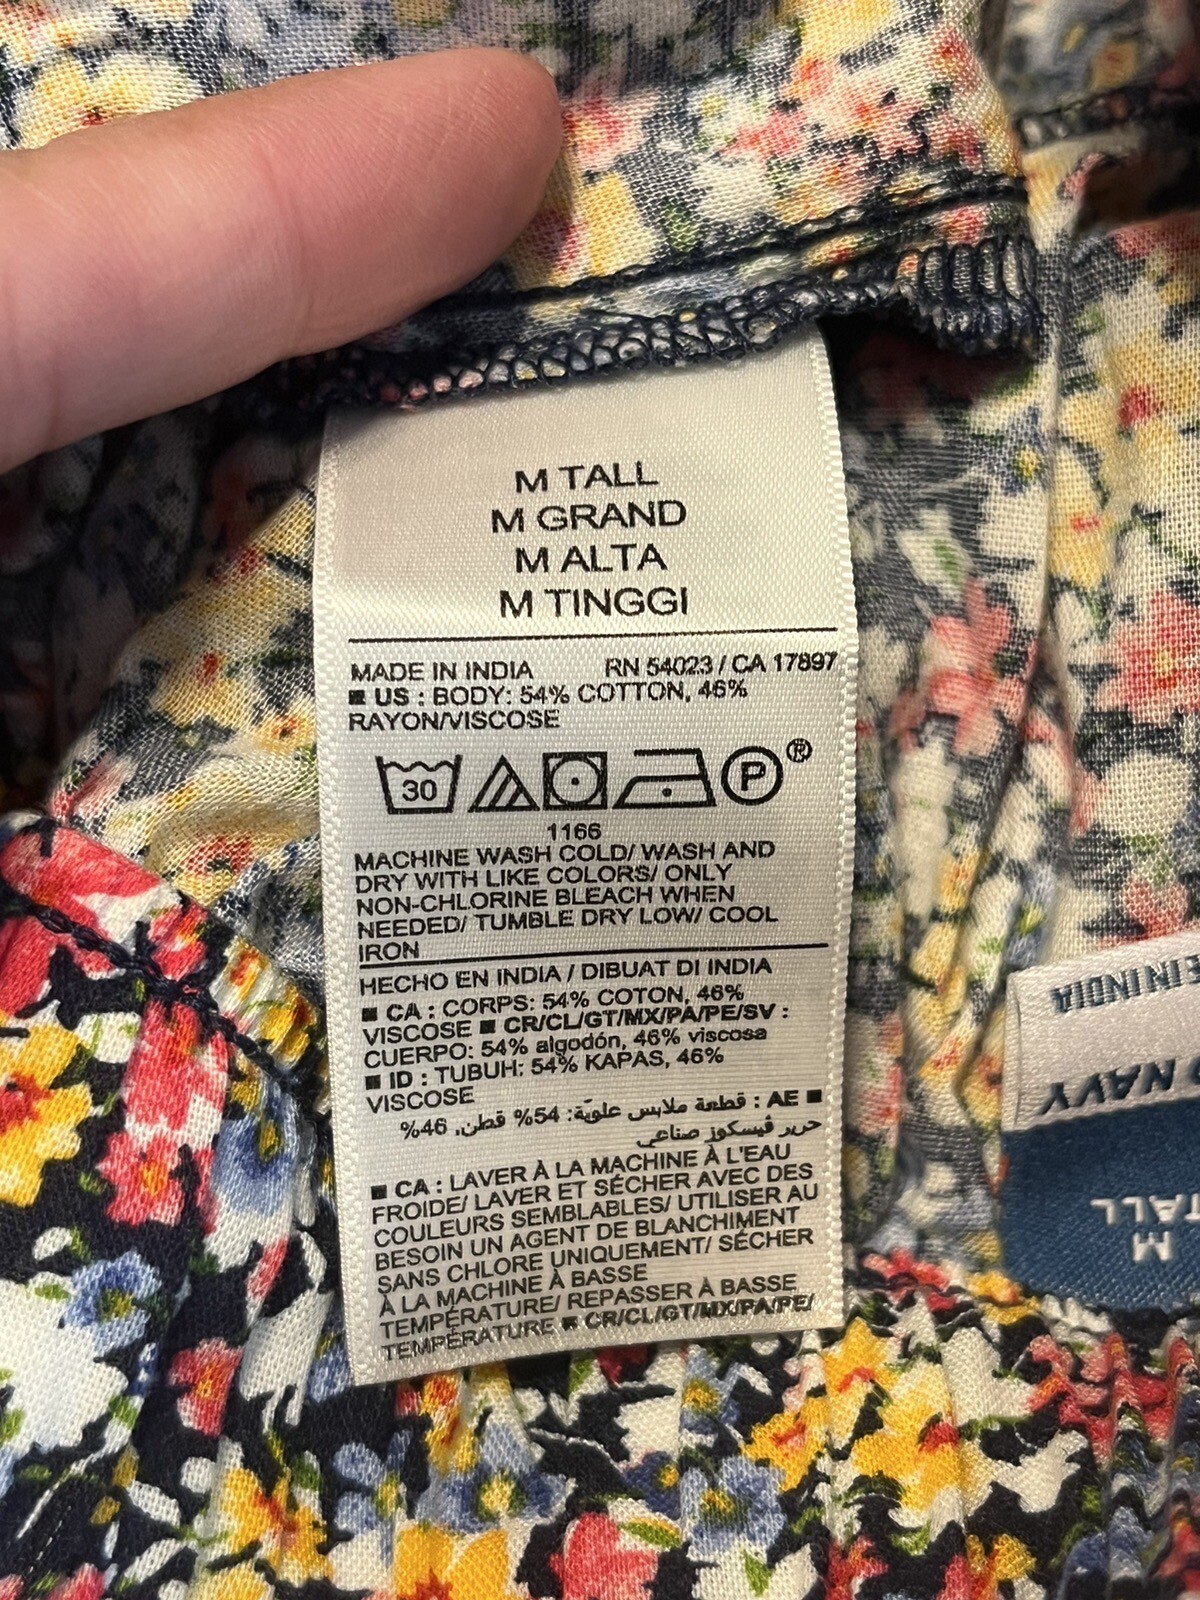 M TALL
M GRAND
M ALTA
M TINGGI
MADE IN INDIA RN 54023 / CA 17897
■ US : BODY: 54% COTTON, 46%
RAYON/VISCOSE
30 P ®
1166
MACHINE WASH COLD/ WASH AND
DRY WITH LIKE COLORS/ ONLY
NON-CHLORINE BLEACH WHEN
NEEDED/ TUMBLE DRY LOW/ COOL
IRON
HECHO EN INDIA / DIBUAT DI INDIA
■ CA : CORPS: 54% COTON, 46%
VISCOSE ■ CR/CL/GT/MX/PA/PE/SV :
CUERPO: 54% algodón, 46% viscosa
■ ID : TUBUH: 54% KAPAS, 46%
VISCOSE
■ AE : قطعة ملابس علويّة: 54% قطن, 46%
حرير ڤيسكوز صناعي
■ CA : LAVER À LA MACHINE À L'EAU
FROIDE/ LAVER ET SÉCHER AVEC DES
COULEURS SEMBLABLES/ UTILISER AU
BESOIN UN AGENT DE BLANCHIMENT
SANS CHLORE UNIQUEMENT/ SÉCHER
À LA MACHINE À BASSE
TEMPÉRATURE/ REPASSER À BASSE
TEMPÉRATURE ■ CR/CL/GT/MX/PA/PE/
IN INDIA
NAVY
M
TALL